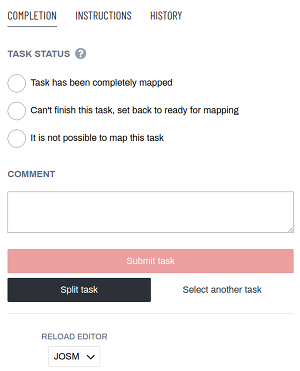 COMPLETION INSTRUCTIONS HISTORY
TASK STATUS ?
Task has been completely mapped
Can't finish this task, set back to ready for mapping
It is not possible to map this task
COMMENT
Submit task
Split task Select another task
RELOAD EDITOR
JOSM